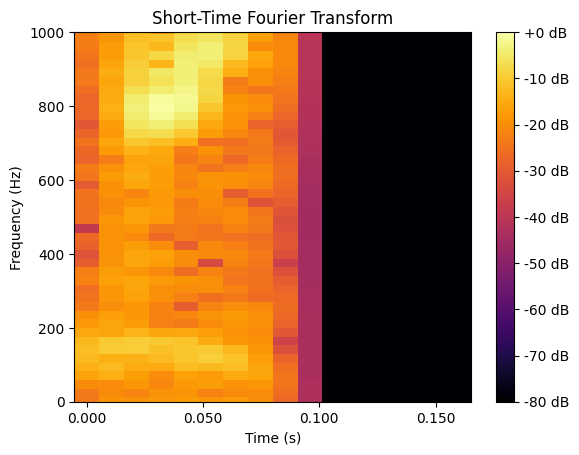 Short-Time Fourier Transform
Frequency (Hz)
1000
800
600
400
200
0
0.000
0.050
0.100
0.150
Time (s)
+0 dB
-10 dB
-20 dB
-30 dB
-40 dB
-50 dB
-60 dB
-70 dB
-80 dB